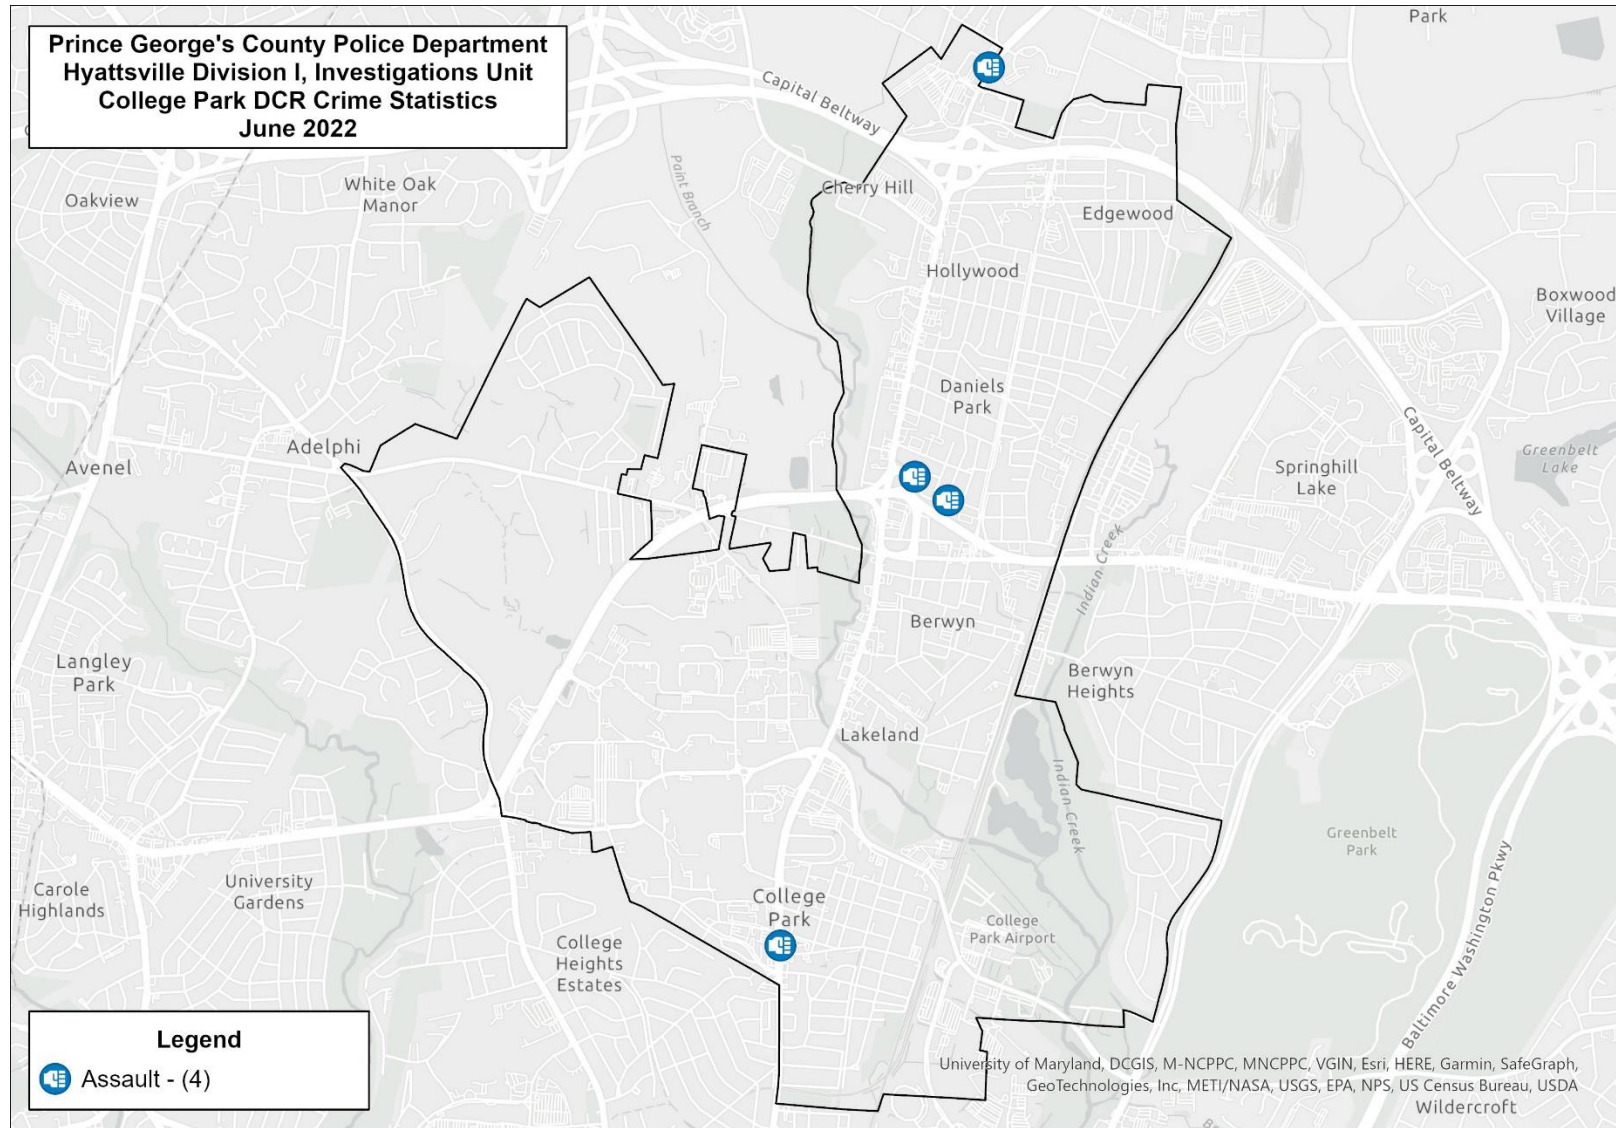 Prince George's County Police Department
Hyattsville Division I, Investigations Unit
College Park DCR Crime Statistics
June 2022
Park
Capital Beltway
Paint Branch
White Oak
Manor
Oakview
Cherry Hill
Edgewood
Hollywood
Boxwood
Village
Daniels
Park
Capital Beltway
Adelphi
Avenel
Springhill
Lake
Greenbelt
Lake
Indian Creek
Berwyn
Langley
Park
Berwyn
Heights
Lakeland
Indian Creek
Greenbelt
Park
University
Gardens
Carole
Highlands
College
Park
College
Park Airport
College
Heights
Estates
Baltimore Washington Pkwy
Legend
Assault - (4)
University of Maryland, DCGIS, M-NCPPC, MNCPPC, VGIN, Esri, HERE, Garmin, SafeGraph,
GeoTechnologies, Inc, METI/NASA, USGS, EPA, NPS, US Census Bureau, USDA
Wildercroft